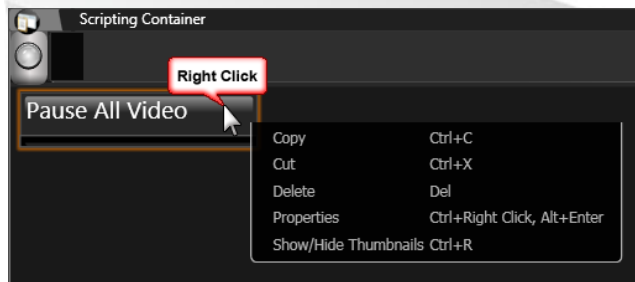 Scripting Container
Right Click
Pause All Video
Copy Ctrl+C
Cut Ctrl+X
Delete Del
Properties Ctrl+Right Click, Alt+Enter
Show/Hide Thumbnails Ctrl+R